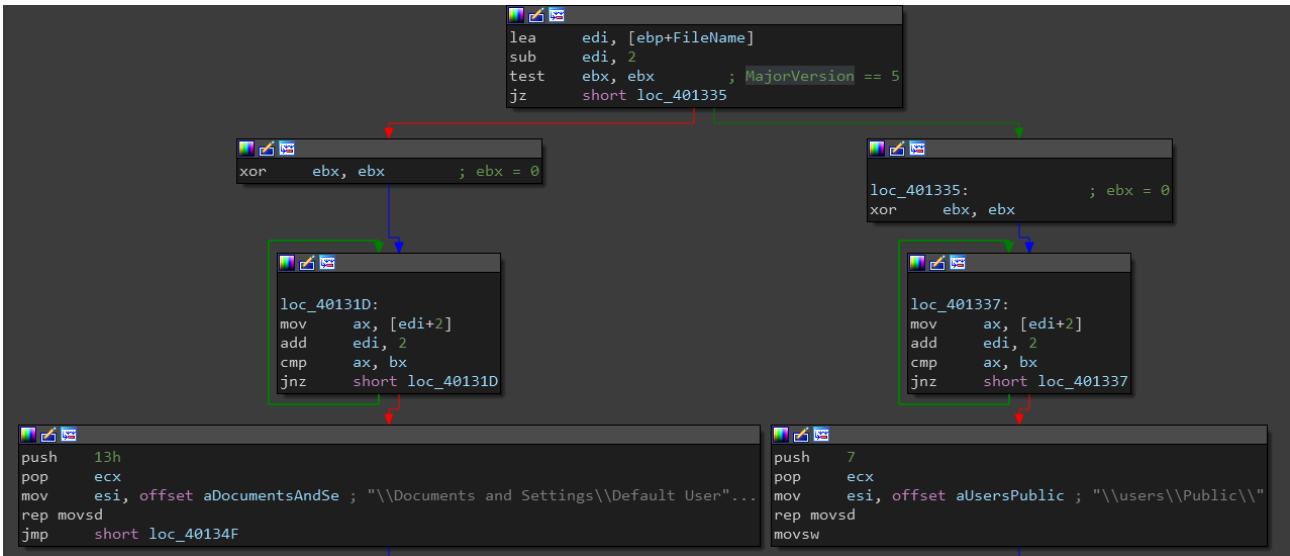 lea edi, [ebp+FileName]
sub edi, 2
test ebx, ebx ; MajorVersion == 5
jz short loc_401335
xor ebx, ebx ; ebx = 0
loc_401335: ; ebx = 0
xor ebx, ebx
loc_40131D:
mov ax, [edi+2]
add edi, 2
cmp ax, bx
jnz short loc_40131D
loc_401337:
mov ax, [edi+2]
add edi, 2
cmp ax, bx
jnz short loc_401337
push 13h
pop ecx
mov esi, offset aDocumentsAndSe ; "\\Documents and Settings\\Default User"...
rep movsd
jmp short loc_40134F
push 7
pop ecx
mov esi, offset aUsersPublic ; "\\users\\Public\\"
rep movsd
movsw